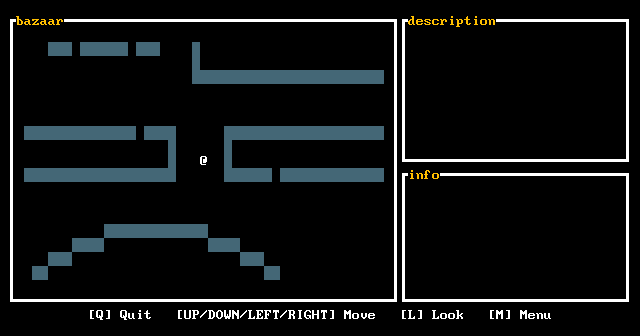 bazaar
description
@
info
[Q] Quit [UP/DOWN/LEFT/RIGHT] Move [L] Look [M] Menu